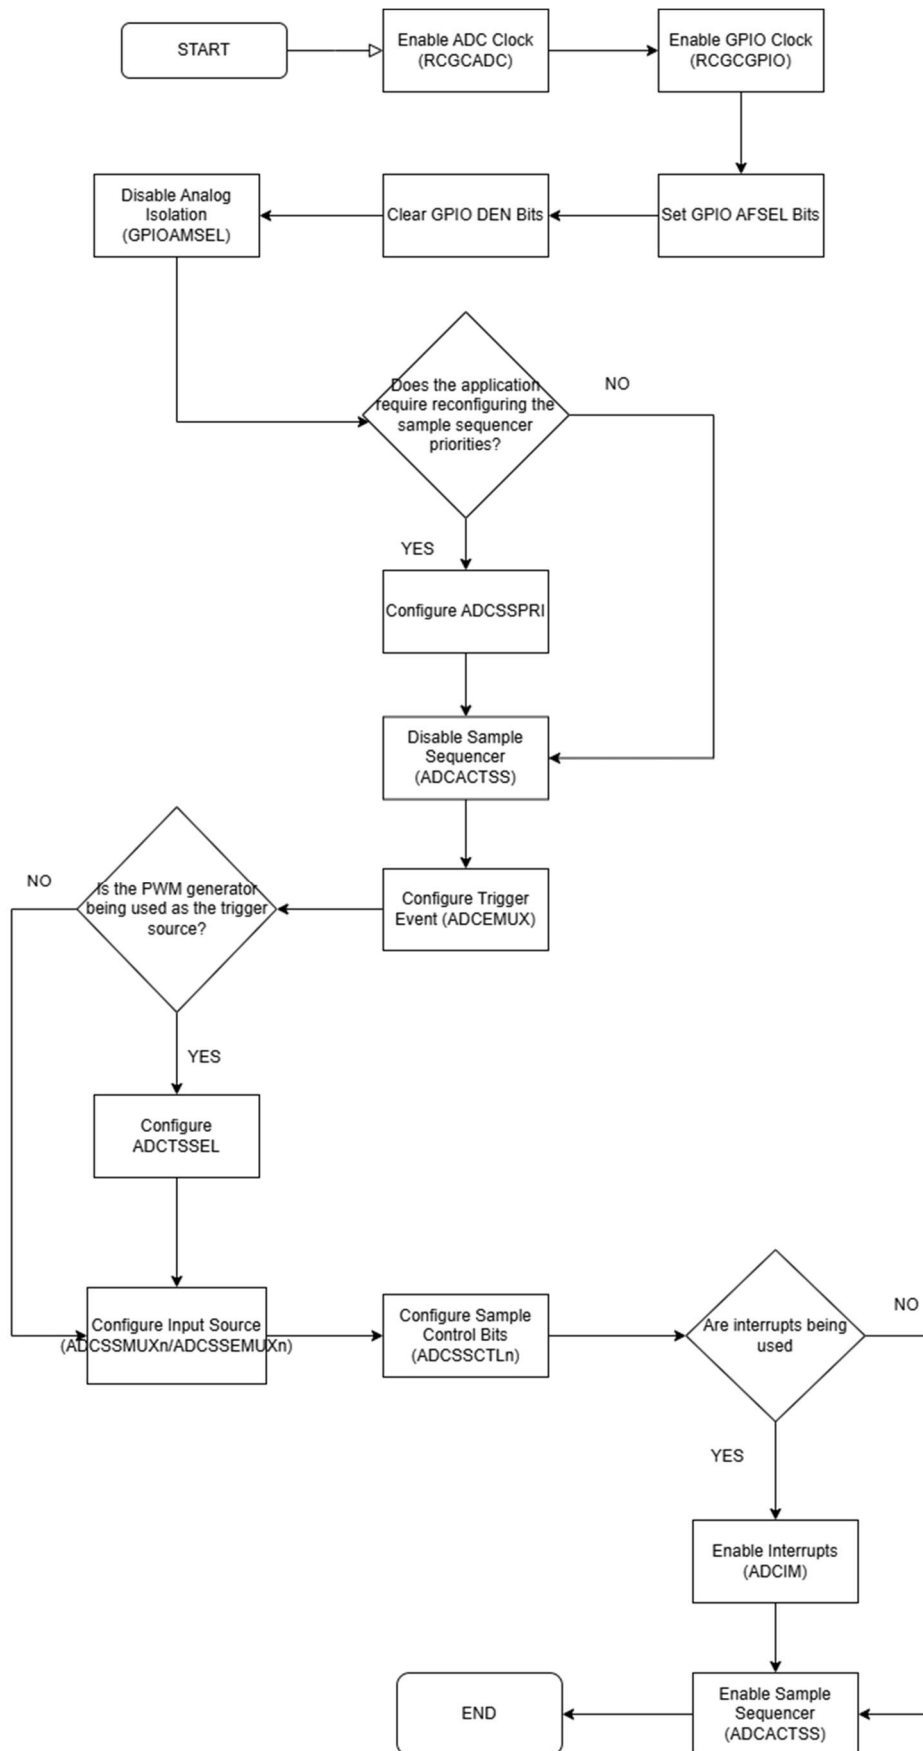 START
Enable ADC Clock
(RCGCADC)
Enable GPIO Clock
(RCGCGPIO)
Disable Analog
Isolation
(GPIOAMSEL)
Clear GPIO DEN Bits
Set GPIO AFSEL Bits
Does the application
require reconfiguring the
sample sequencer
priorities?
NO
YES
Configure ADCSSPRI
Disable Sample
Sequencer
(ADCACTSS)
NO
Is the PWM generator
being used as the trigger
source?
Configure Trigger
Event (ADCEMUX)
YES
Configure
ADCTSSEL
Configure Input Source
(ADCSSMUXn/ADCSSEMUXn)
Configure Sample
Control Bits
(ADCSSCTLn)
Are interrupts being
used
NO
YES
Enable Interrupts
(ADCIM)
END
Enable Sample
Sequencer
(ADCACTSS)